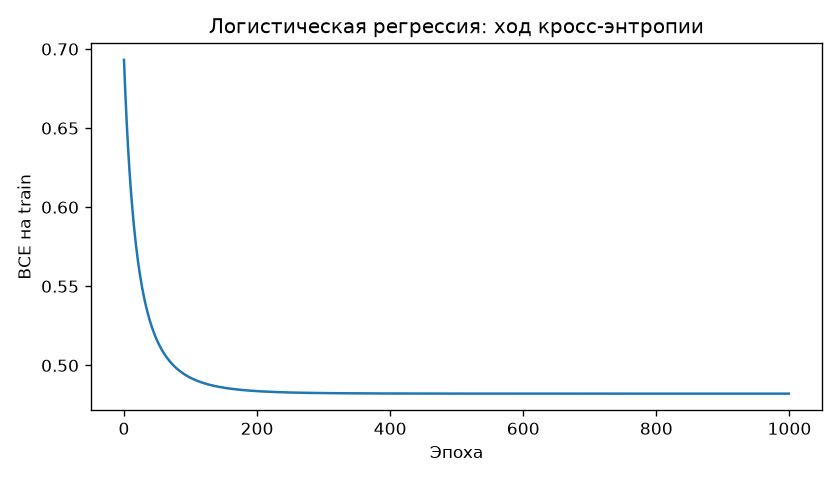 Логистическая регрессия: ход кросс-энтропии
0.70
0.65
0.60
0.55
0.50
BCE на train
0 200 400 600 800 1000
Эпоха